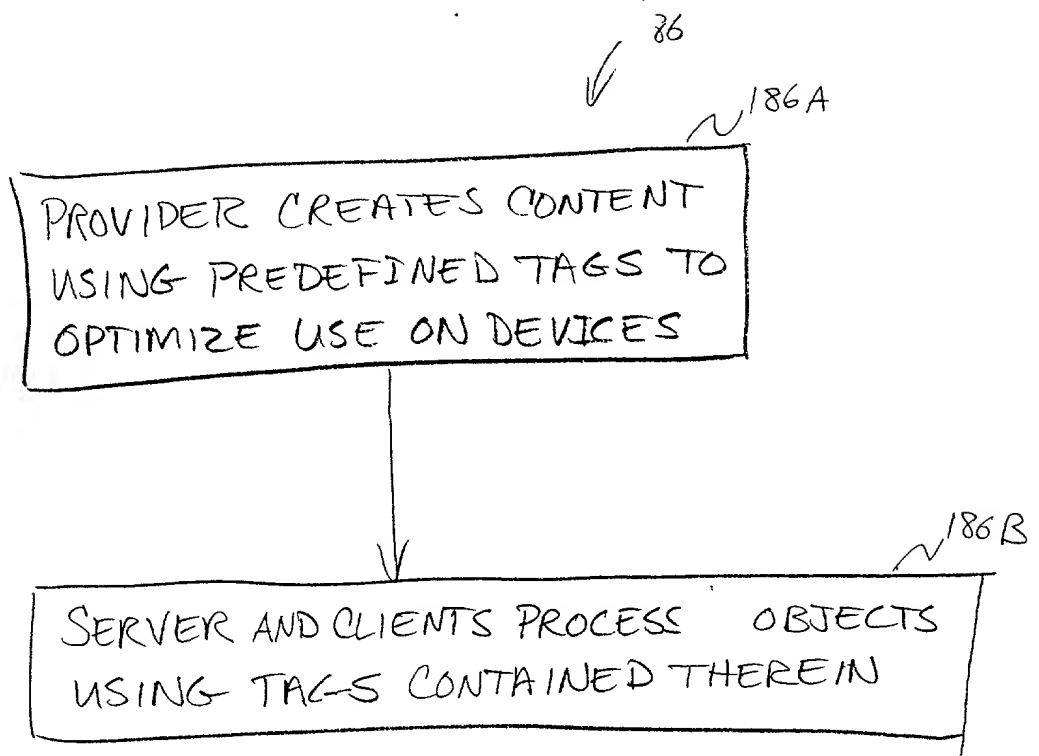 86
186A
PROVIDER CREATES CONTENT
USING PREDEFINED TAGS TO
OPTIMIZE USE ON DEVICES
186B
SERVER AND CLIENTS PROCESS OBJECTS
USING TAGS CONTAINED THEREIN